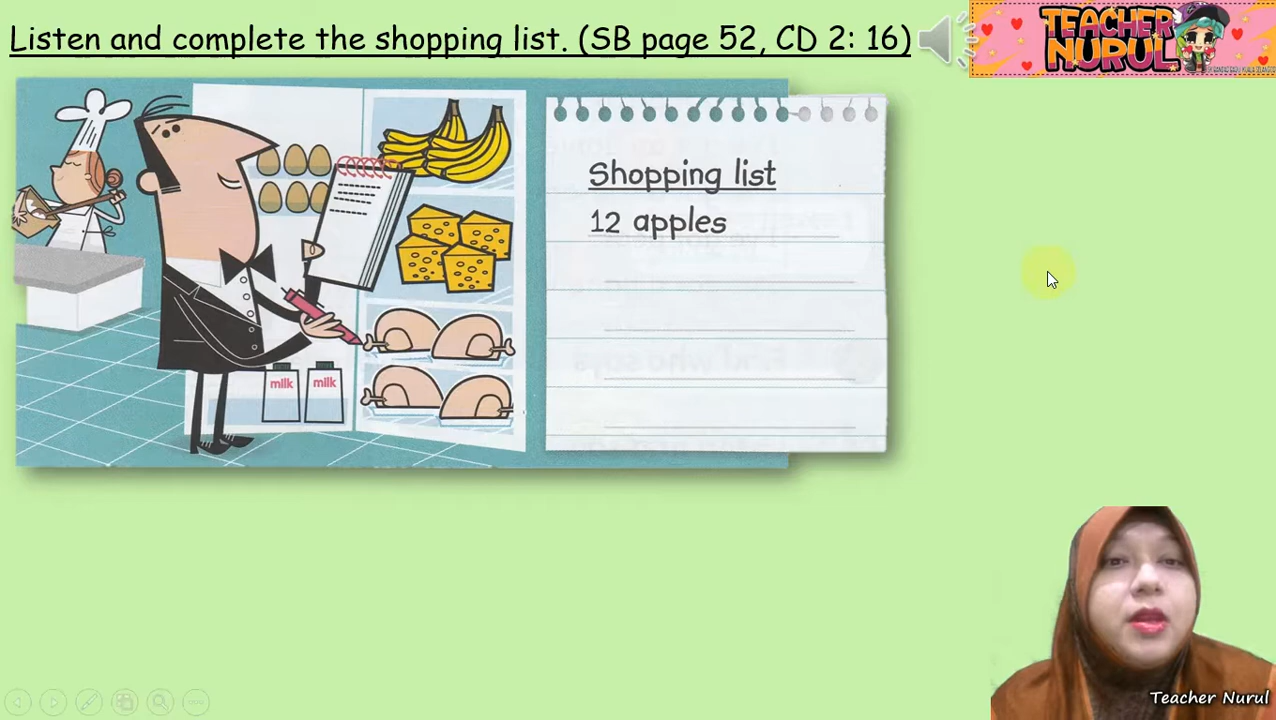 Listen and complete the shopping list. (SB page 52, CD 2: 16)
TEACHER
NURUL
Shopping list
12 apples
milk milk
Teacher Nurul